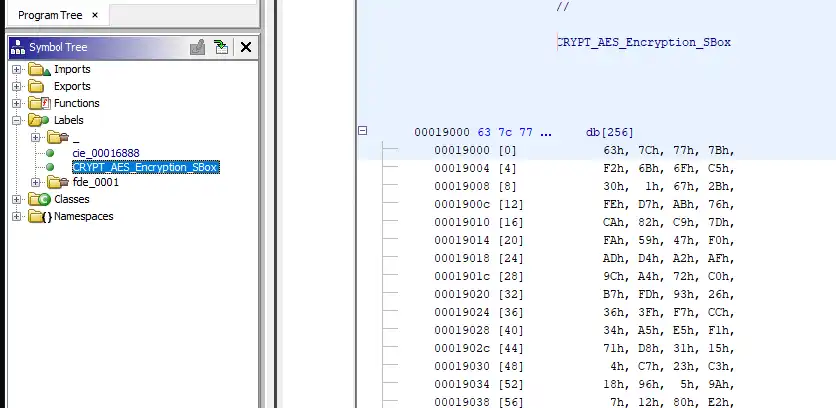 Program Tree ×
Symbol Tree
Imports
Exports
Functions
Labels
_
cie_00016888
CRYPT_AES_Encryption_SBox
fde_0001
Classes
Namespaces
//
CRYPT_AES_Encryption_SBox
00019000 63 7c 77 ... db[256]
00019000 [0] 63h, 7Ch, 77h, 7Bh,
00019004 [4] F2h, 6Bh, 6Fh, C5h,
00019008 [8] 30h, 1h, 67h, 2Bh,
0001900c [12] FEh, D7h, ABh, 76h,
00019010 [16] CAh, 82h, C9h, 7Dh,
00019014 [20] FAh, 59h, 47h, F0h,
00019018 [24] ADh, D4h, A2h, AFh,
0001901c [28] 9Ch, A4h, 72h, C0h,
00019020 [32] B7h, FDh, 93h, 26h,
00019024 [36] 36h, 3Fh, F7h, CCh,
00019028 [40] 34h, A5h, E5h, F1h,
0001902c [44] 71h, D8h, 31h, 15h,
00019030 [48] 4h, C7h, 23h, C3h,
00019034 [52] 18h, 96h, 5h, 9Ah,
00019038 [56] 7h, 12h, 80h, E2h,